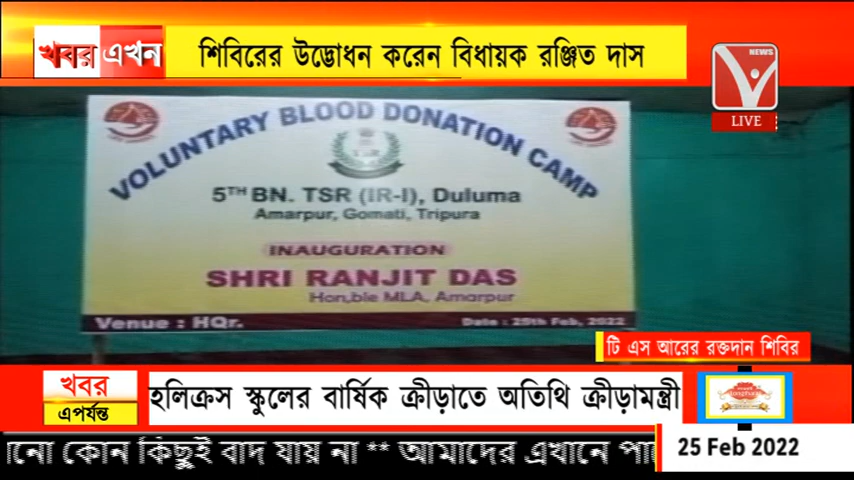 খবর এখন
শিবিরের উদ্বোধন করেন বিধায়ক রঞ্জিত দাস
NEWS
LIVE
VOLUNTARY BLOOD DONATION CAMP
TSR
5TH BN. TSR (IR-I), Duluma
Amarpur, Gomati, Tripura
INAUGURATION
SHRI RANJIT DAS
Hon,ble MLA, Amarpur
Venue : HQr.
Date : 25th Feb, 2022
টি এস আরের রক্তদান শিবির
খবর
এপর্যন্ত
হলিক্রস স্কুলের বার্ষিক ক্রীড়াতে অতিথি ক্রীড়ামন্ত্রী
নো কোন কিছুই বাদ যায় না ** আমাদের এখানে পা
25 Feb 2022